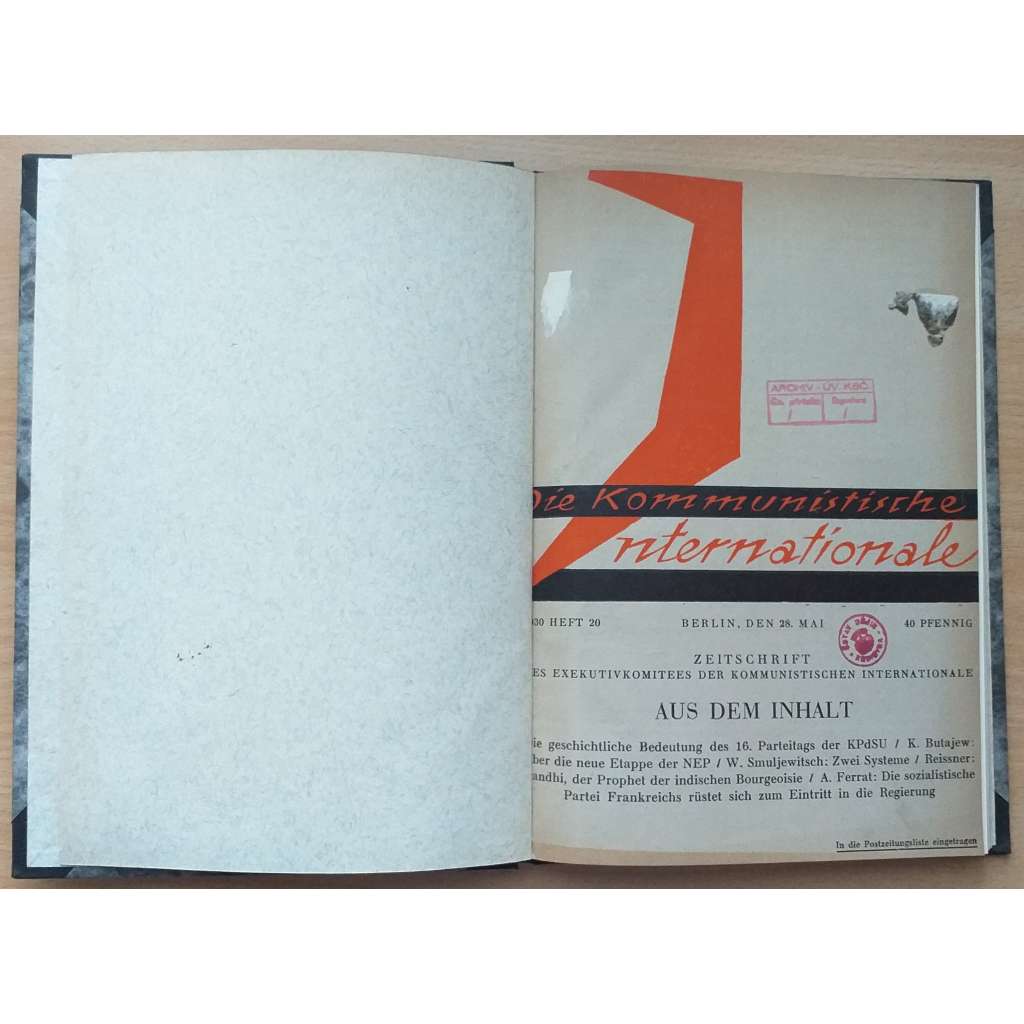 ARCHIV - ÚV. KSČ.
Die Kommunistische
Internationale
930 HEFT 20 BERLIN, DEN 28. MAI 40 PFENNIG
ZEITSCHRIFT
ES EXEKUTIVKOMITEES DER KOMMUNISTISCHEN INTERNATIONALE
AUS DEM INHALT
ie geschichtliche Bedeutung des 16. Parteitags der KPdSU / K. Butajew:
ber die neue Etappe der NEP / W. Smuljewitsch: Zwei Systeme / Reissner:
andhi, der Prophet der indischen Bourgeoisie / A. Ferrat: Die sozialistische
Partei Frankreichs rüstet sich zum Eintritt in die Regierung
In die Postzeitungsliste eingetragen